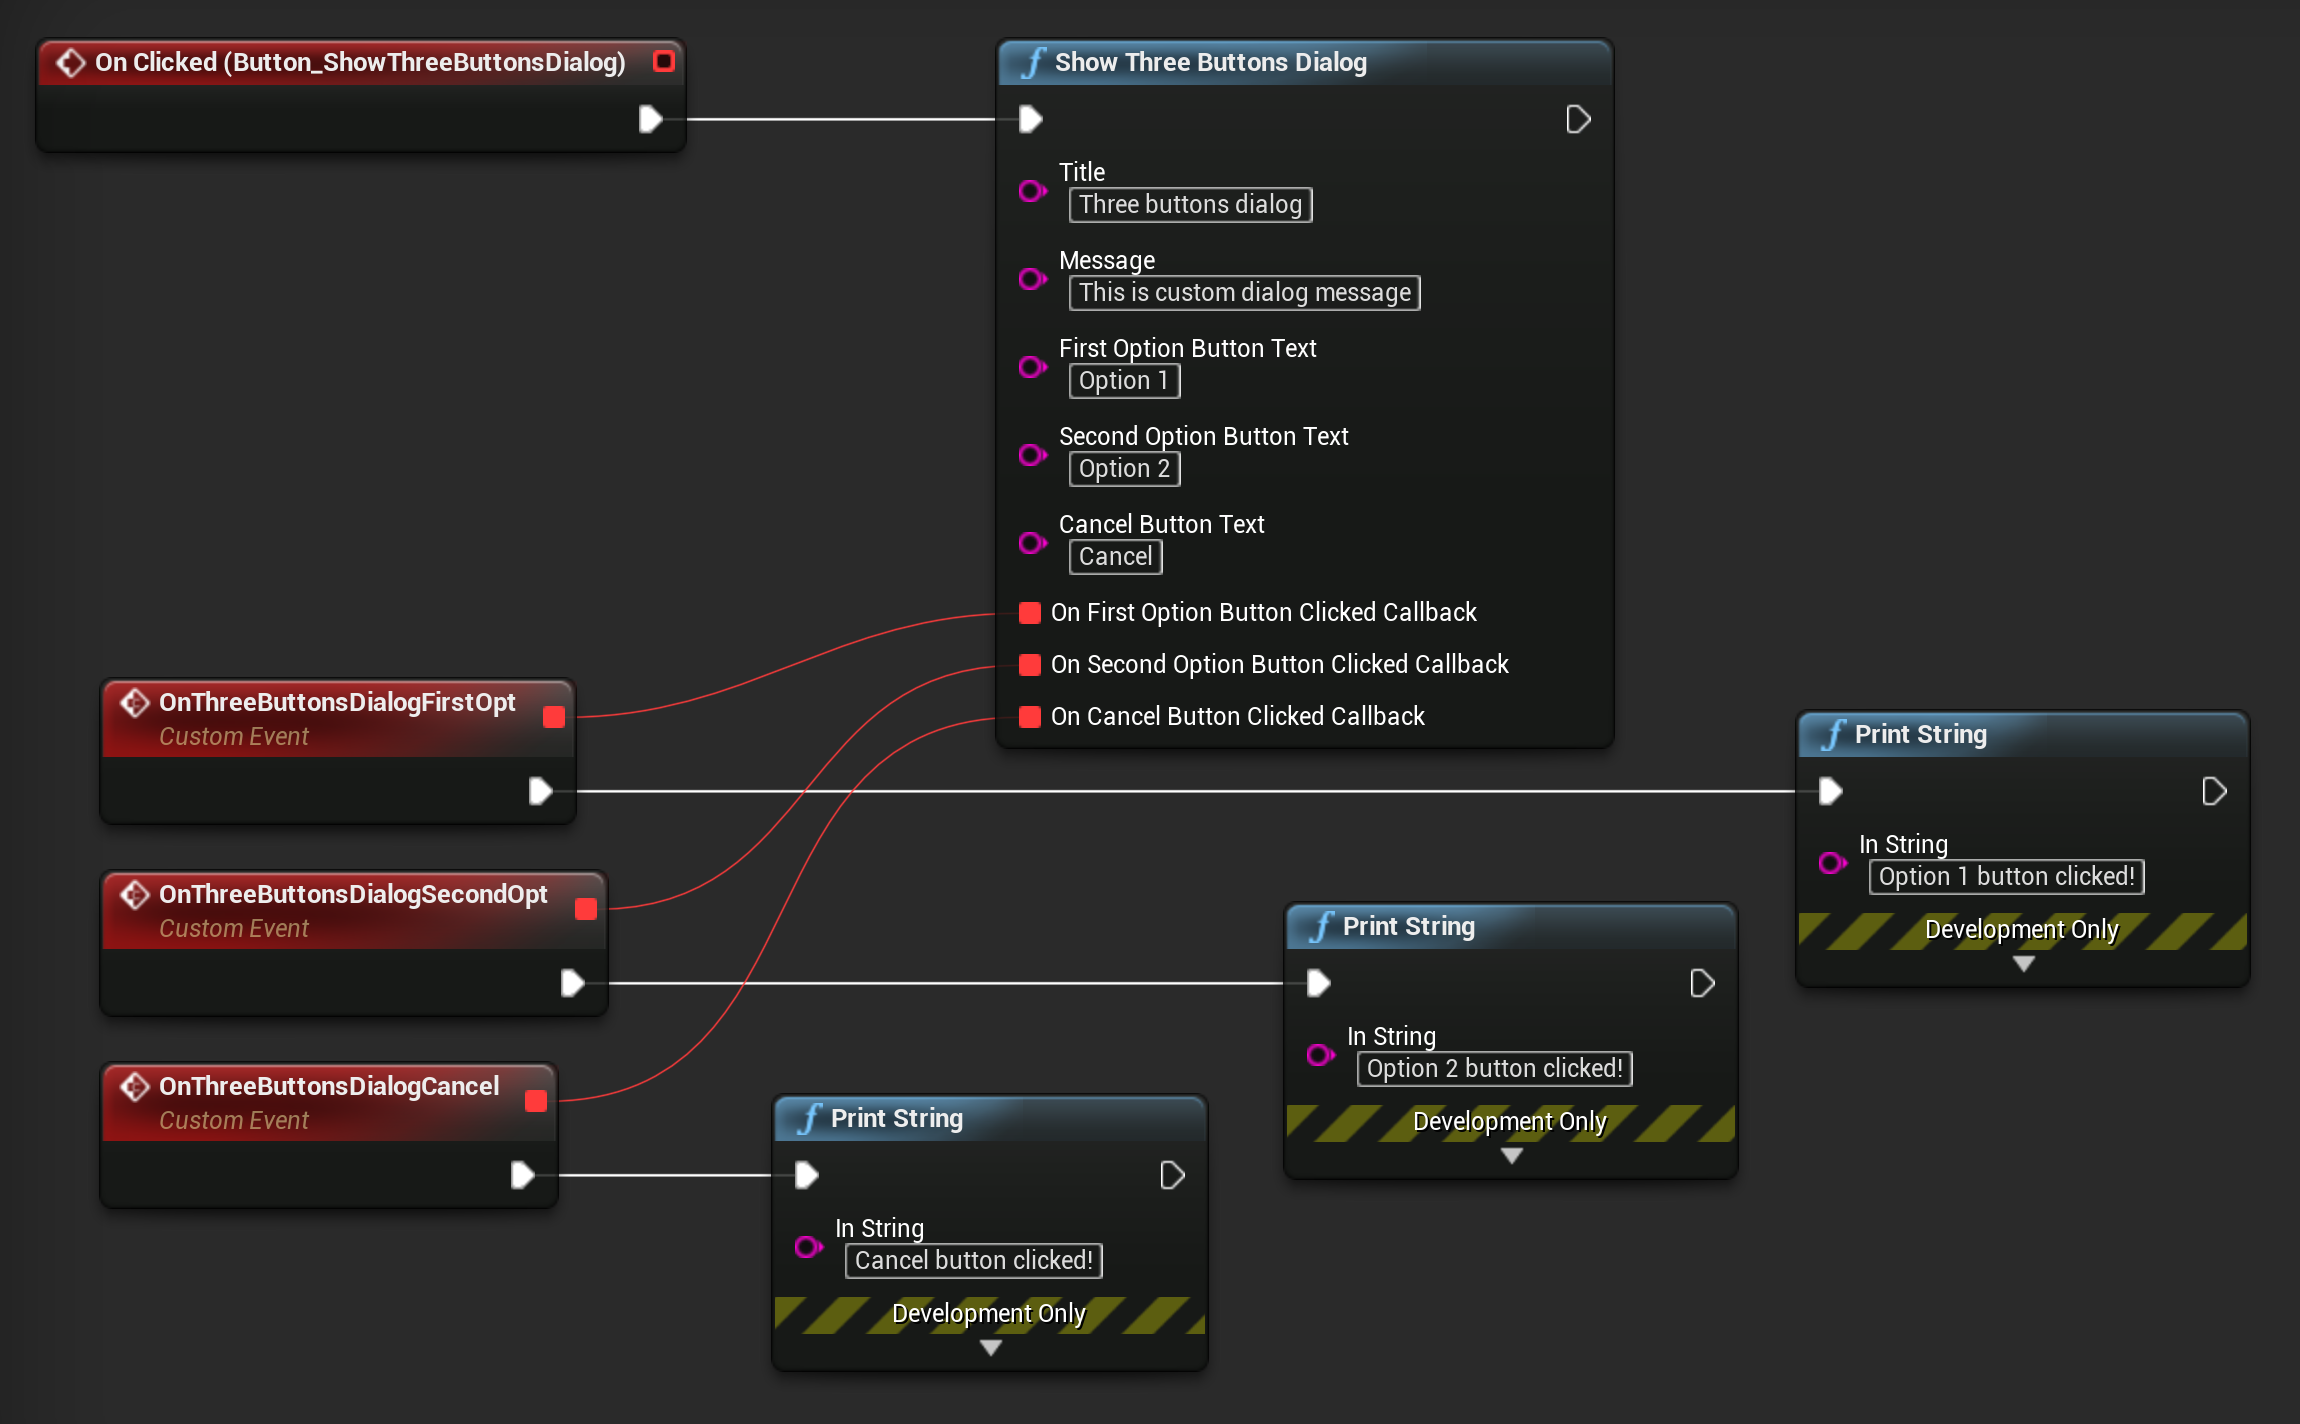 On Clicked (Button_ShowThreeButtonsDialog)
Show Three Buttons Dialog
Title
Three buttons dialog
Message
This is custom dialog message
First Option Button Text
Option 1
Second Option Button Text
Option 2
Cancel Button Text
Cancel
On First Option Button Clicked Callback
On Second Option Button Clicked Callback
On Cancel Button Clicked Callback
OnThreeButtonsDialogFirstOpt
Custom Event
Print String
In String
Option 1 button clicked!
Development Only
OnThreeButtonsDialogSecondOpt
Custom Event
Print String
In String
Option 2 button clicked!
Development Only
OnThreeButtonsDialogCancel
Custom Event
Print String
In String
Cancel button clicked!
Development Only